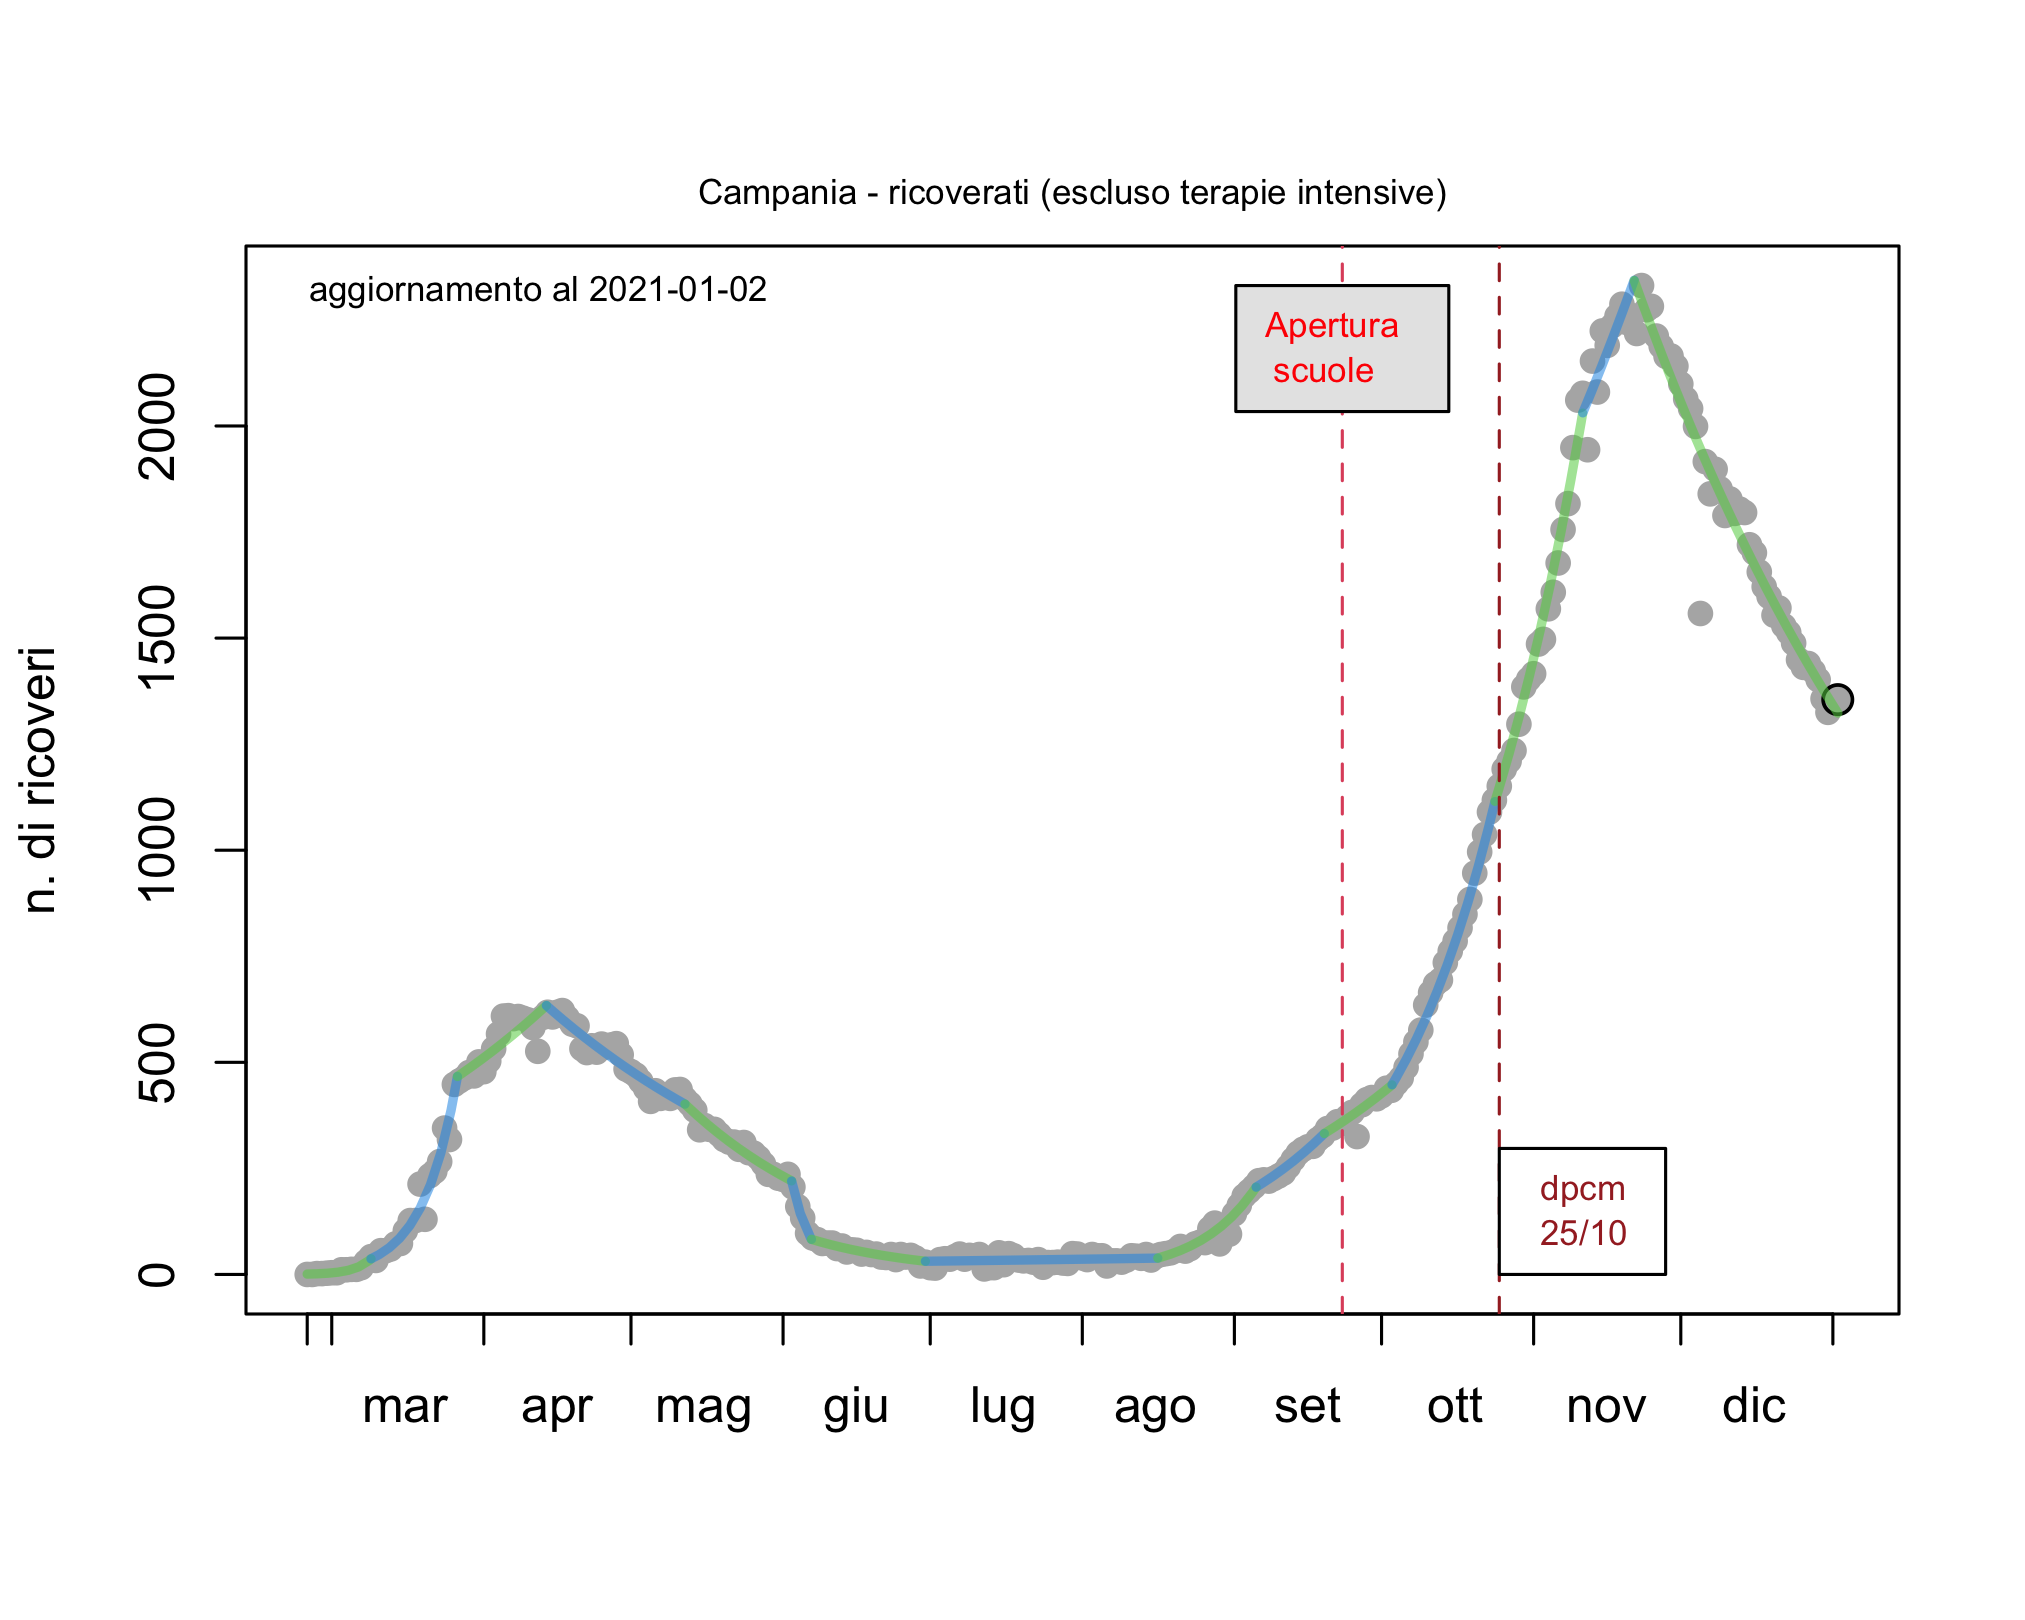 Campania - ricoverati (escluso terapie intensive)
aggiornamento al 2021-01-02
Apertura
scuole
dpcm
25/10
n. di ricoveri
2000
1500
1000
500
0
mar apr mag giu lug ago set ott nov dic